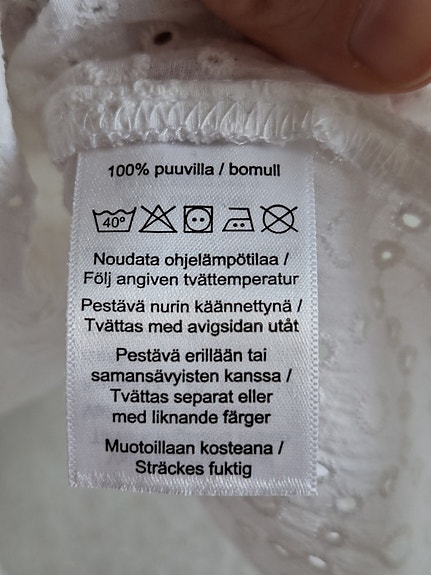 100% puuvilla / bomull
40°
Noudata ohjelämpötilaa /
Följ angiven tvättemperatur
Pestävä nurin käännettynä /
Tvättas med avigsidan utåt
Pestävä erillään tai
samansävyisten kanssa /
Tvättas separat eller
med liknande färger
Muotoillaan kosteana /
Sträckes fuktig